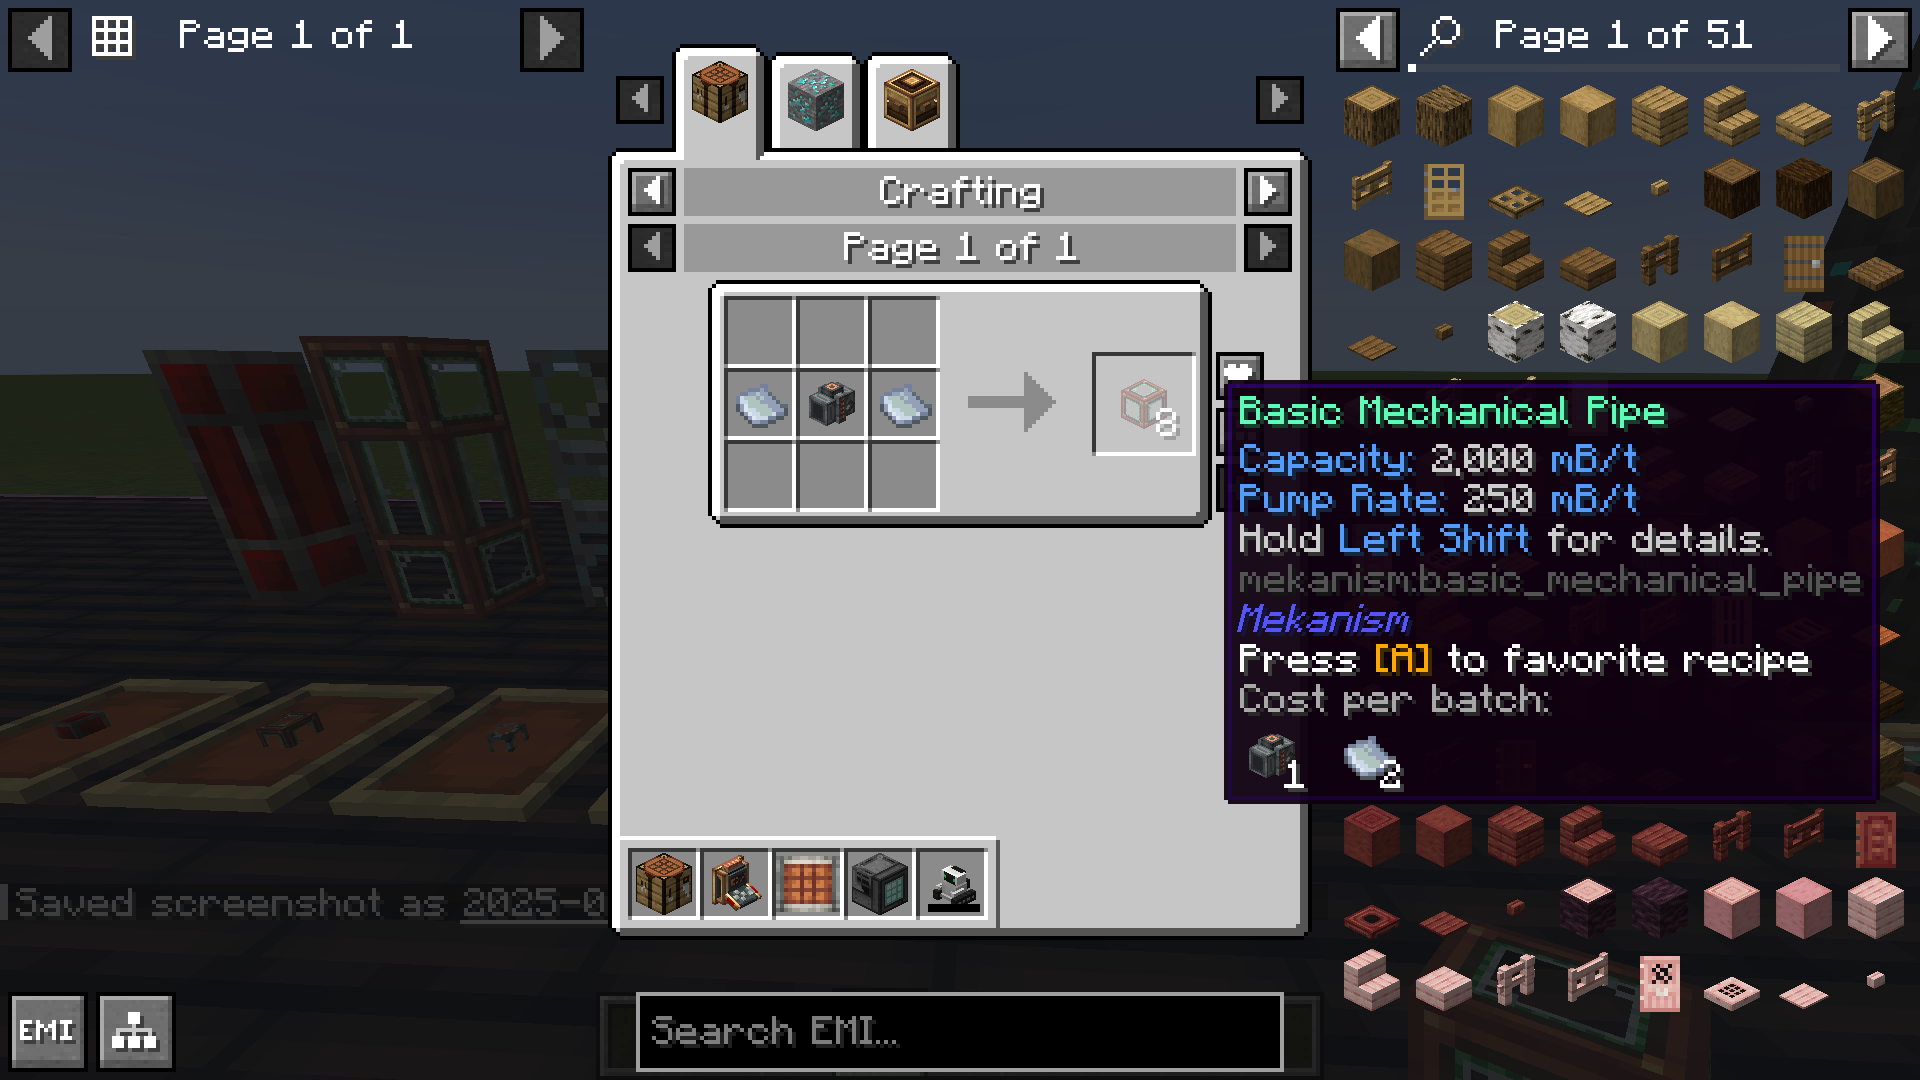 Page 1 of 1
Page 1 of 51
Crafting
Page 1 of 1
8
Basic Mechanical Pipe
Capacity: 2,000 mB/t
Pump Rate: 250 mB/t
Hold Left Shift for details.
mekanism:basic_mechanical_pipe
Mekanism
Press [A] to favorite recipe
Cost per batch:
1 2
Saved screenshot as 2025-0
EMI
Search EMI...